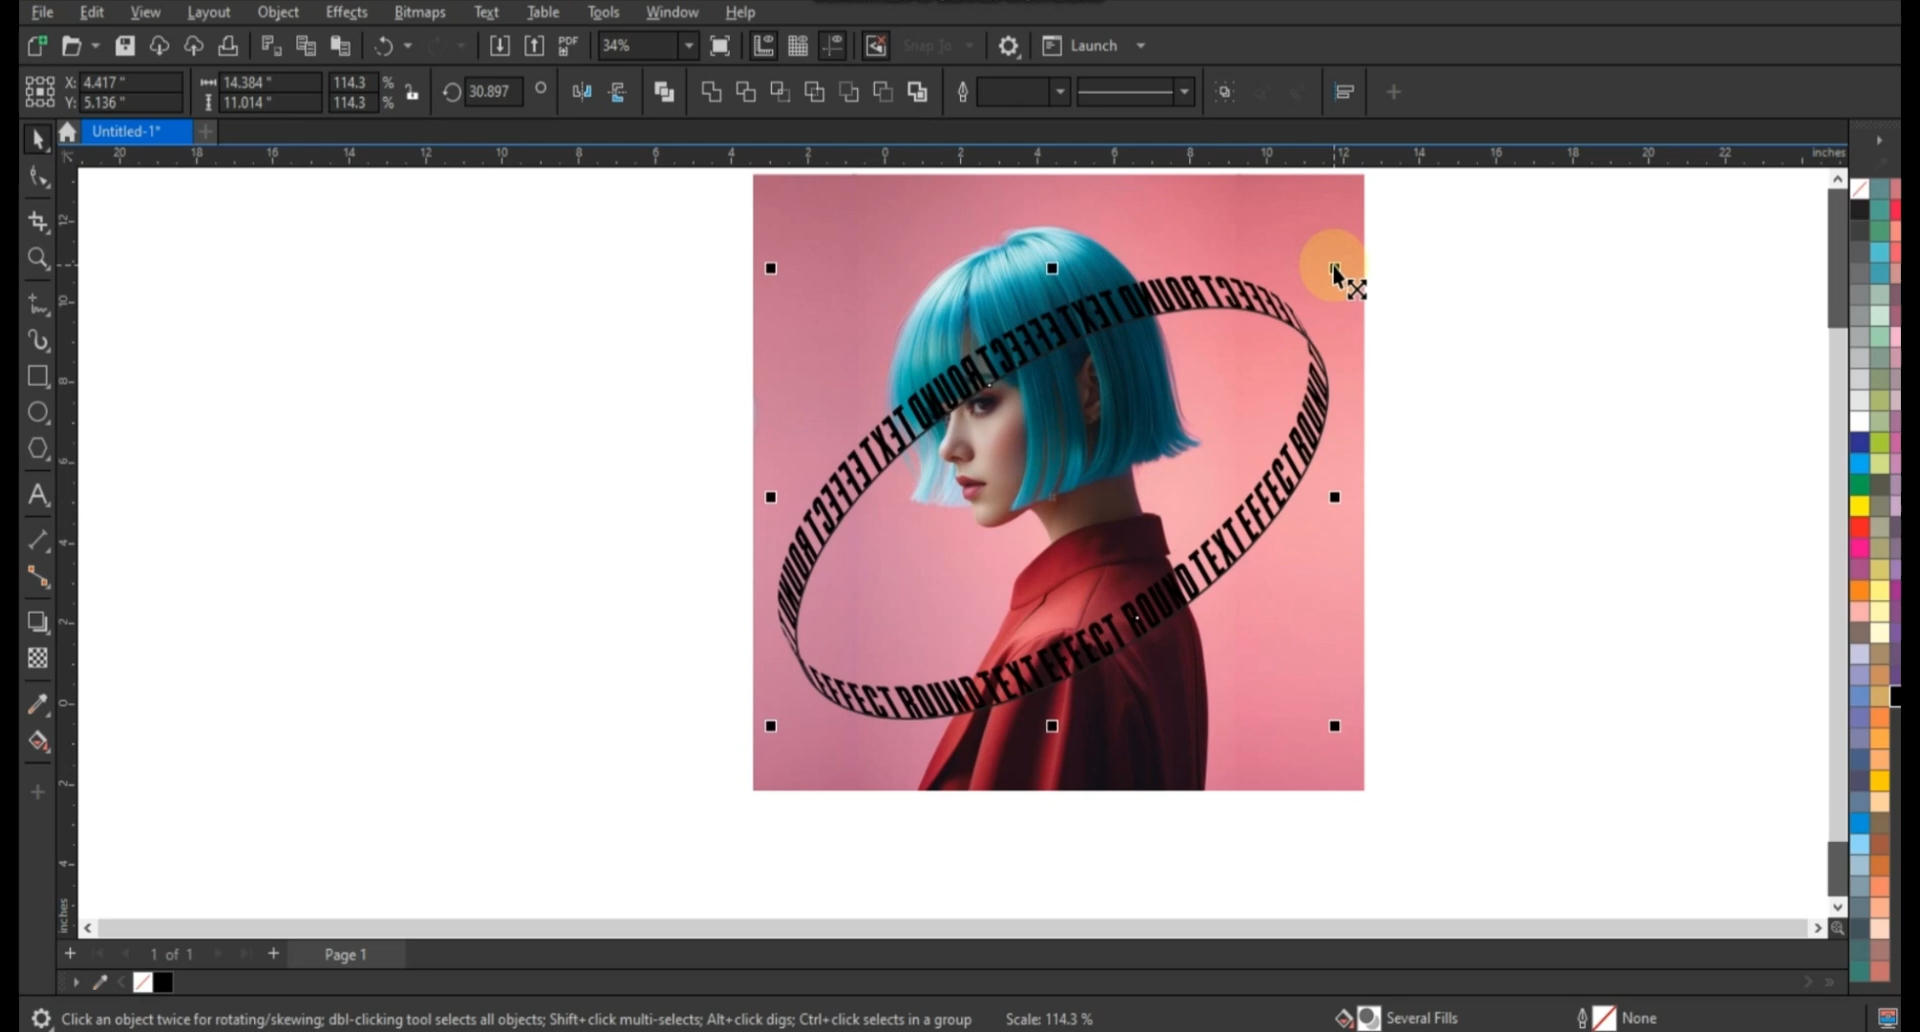 File Edit View Layout Object Effects Bitmaps Text Table Tools Window Help
PDF 34% Snap To Launch
X: 4.417 " 14.384 " 114.3 % 30.897 °
Y: 5.136 " 11.014 " 114.3 %
Untitled-1*
20 18 16 14 12 10 8 6 4 2 0 2 4 6 8 10 12 14 16 18 20 22 inches
12
10
8
6
4
2
0
2
4
inches
ROUND TEXT EFFECT ROUND TEXT EFFECT ROUND TEXT EFFECT
EFFECT ROUND TEXT EFFECT ROUND TEXT EFFECT ROUND
1 of 1 Page 1
Click an object twice for rotating/skewing; dbl-clicking tool selects all objects; Shift+click multi-selects; Alt+click digs; Ctrl+click selects in a group Scale: 114.3 % Several Fills None